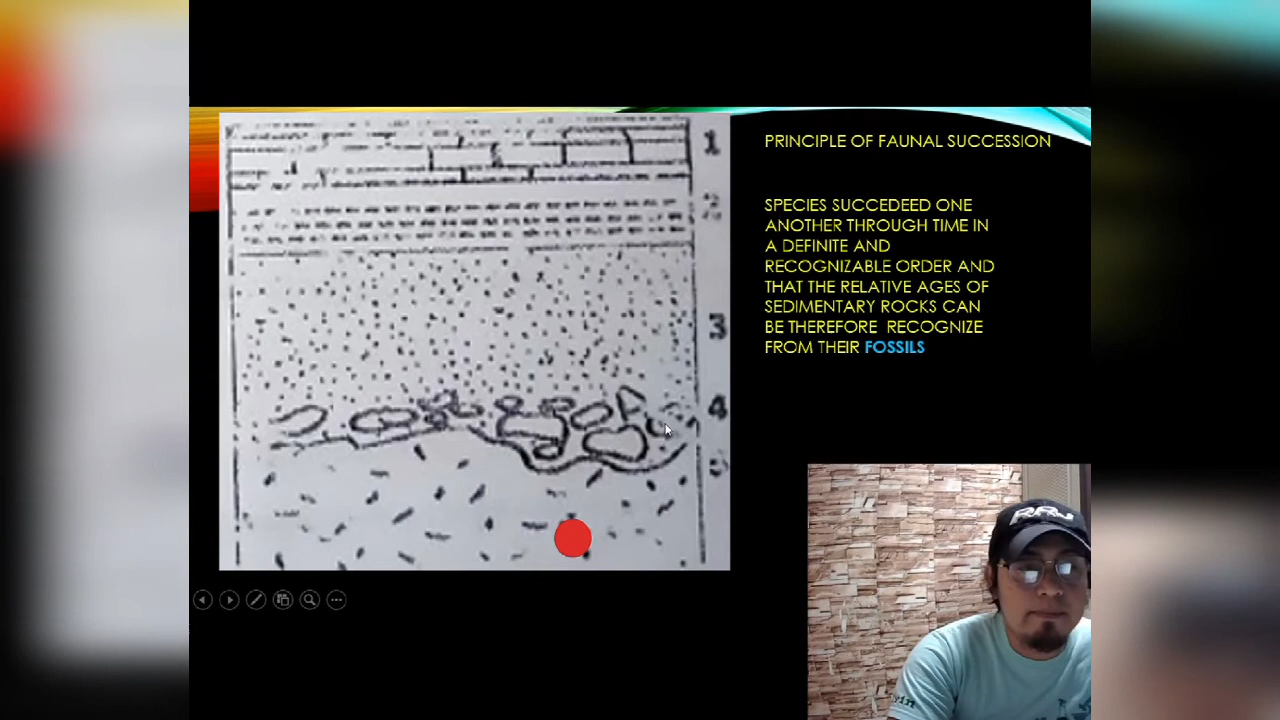 PRINCIPLE OF FAUNAL SUCCESSION
SPECIES SUCCEDEED ONE
ANOTHER THROUGH TIME IN
A DEFINITE AND
RECOGNIZABLE ORDER AND
THAT THE RELATIVE AGES OF
SEDIMENTARY ROCKS CAN
BE THEREFORE RECOGNIZE
FROM THEIR FOSSILS
1
2
3
4
5